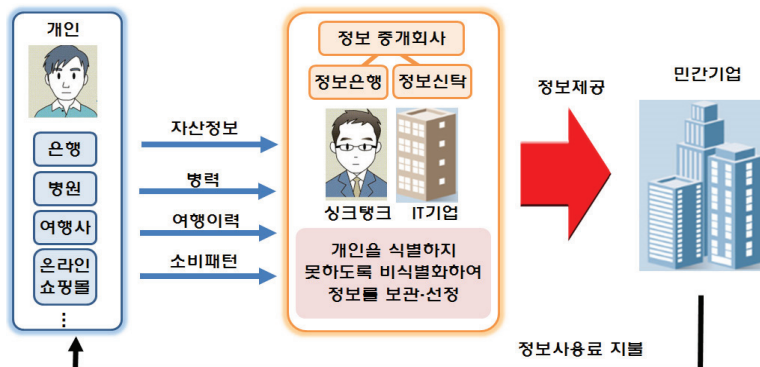 개인
은행
병원
여행사
온라인
쇼핑몰
⋮
자산정보
병력
여행이력
소비패턴
정보 중개회사
정보은행
정보신탁
싱크탱크
IT기업
개인을 식별하지
못하도록 비식별화하여
정보를 보관·선정
정보제공
민간기업
정보사용료 지불